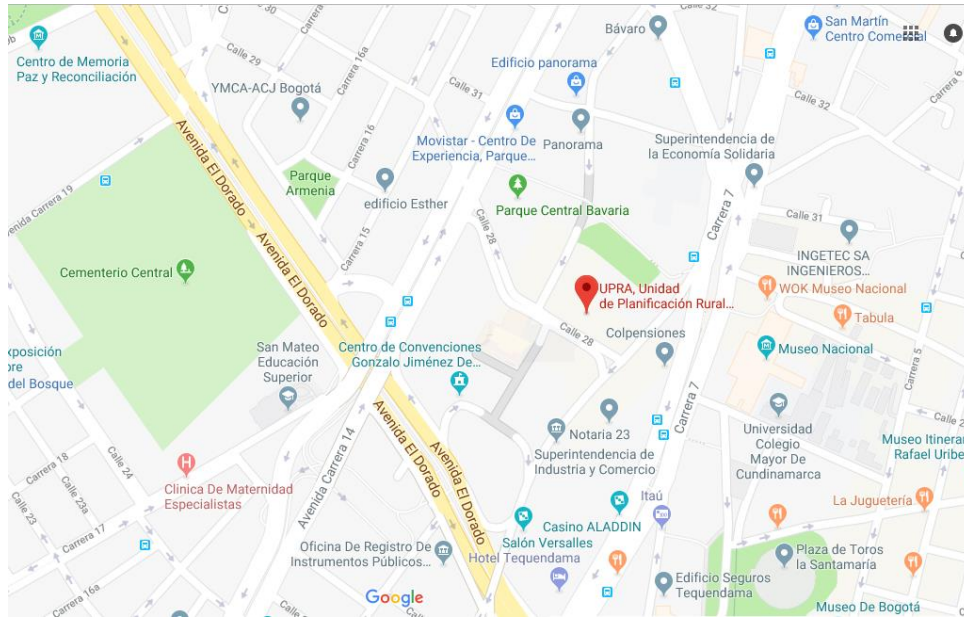 Centro de Memoria
Paz y Reconciliación
Calle 30
Carrera 16a
Calle 29
YMCA-ACJ Bogotá
Carrera 16
Calle 31
Edificio panorama
Bávaro
Calle 32
San Martín
Centro Comercial
Carrera 6
Calle 32
Movistar - Centro De
Experiencia, Parque...
Panorama
Superintendencia de
la Economía Solidaria
Avenida El Dorado
Parque
Armenia
edificio Esther
Parque Central Bavaria
Carrera 7
Calle 31
INGETEC SA
INGENIEROS...
Avenida Carrera 19
Avenida El Dorado
Carrera 15
Calle 28
Cementerio Central
UPRA, Unidad
de Planificación Rural...
WOK Museo Nacional
Tabula
Colpensiones
Calle 28
Museo Nacional
San Mateo
Educación
Superior
Centro de Convenciones
Gonzalo Jiménez De...
Carrera 5
del Bosque
Carrera 7
Notaria 23
Superintendencia de
Industria y Comercio
Universidad
Colegio
Mayor De
Cundinamarca
Rafael Uribe
Avenida Carrera 14
Avenida El Dorado
Avenida El Dorado
Carrera 18
Calle 24
Clinica De Maternidad
Especialistas
Calle 23a
Calle 23
Carrera 17
Itaú
La Juguetería
Casino ALADDIN
Salón Versalles
Oficina De Registro De
Instrumentos Públicos...
Hotel Tequendama
Plaza de Toros
la Santamaría
Edificio Seguros
Tequendama
Carrera 16a
Google
Museo De Bogotá